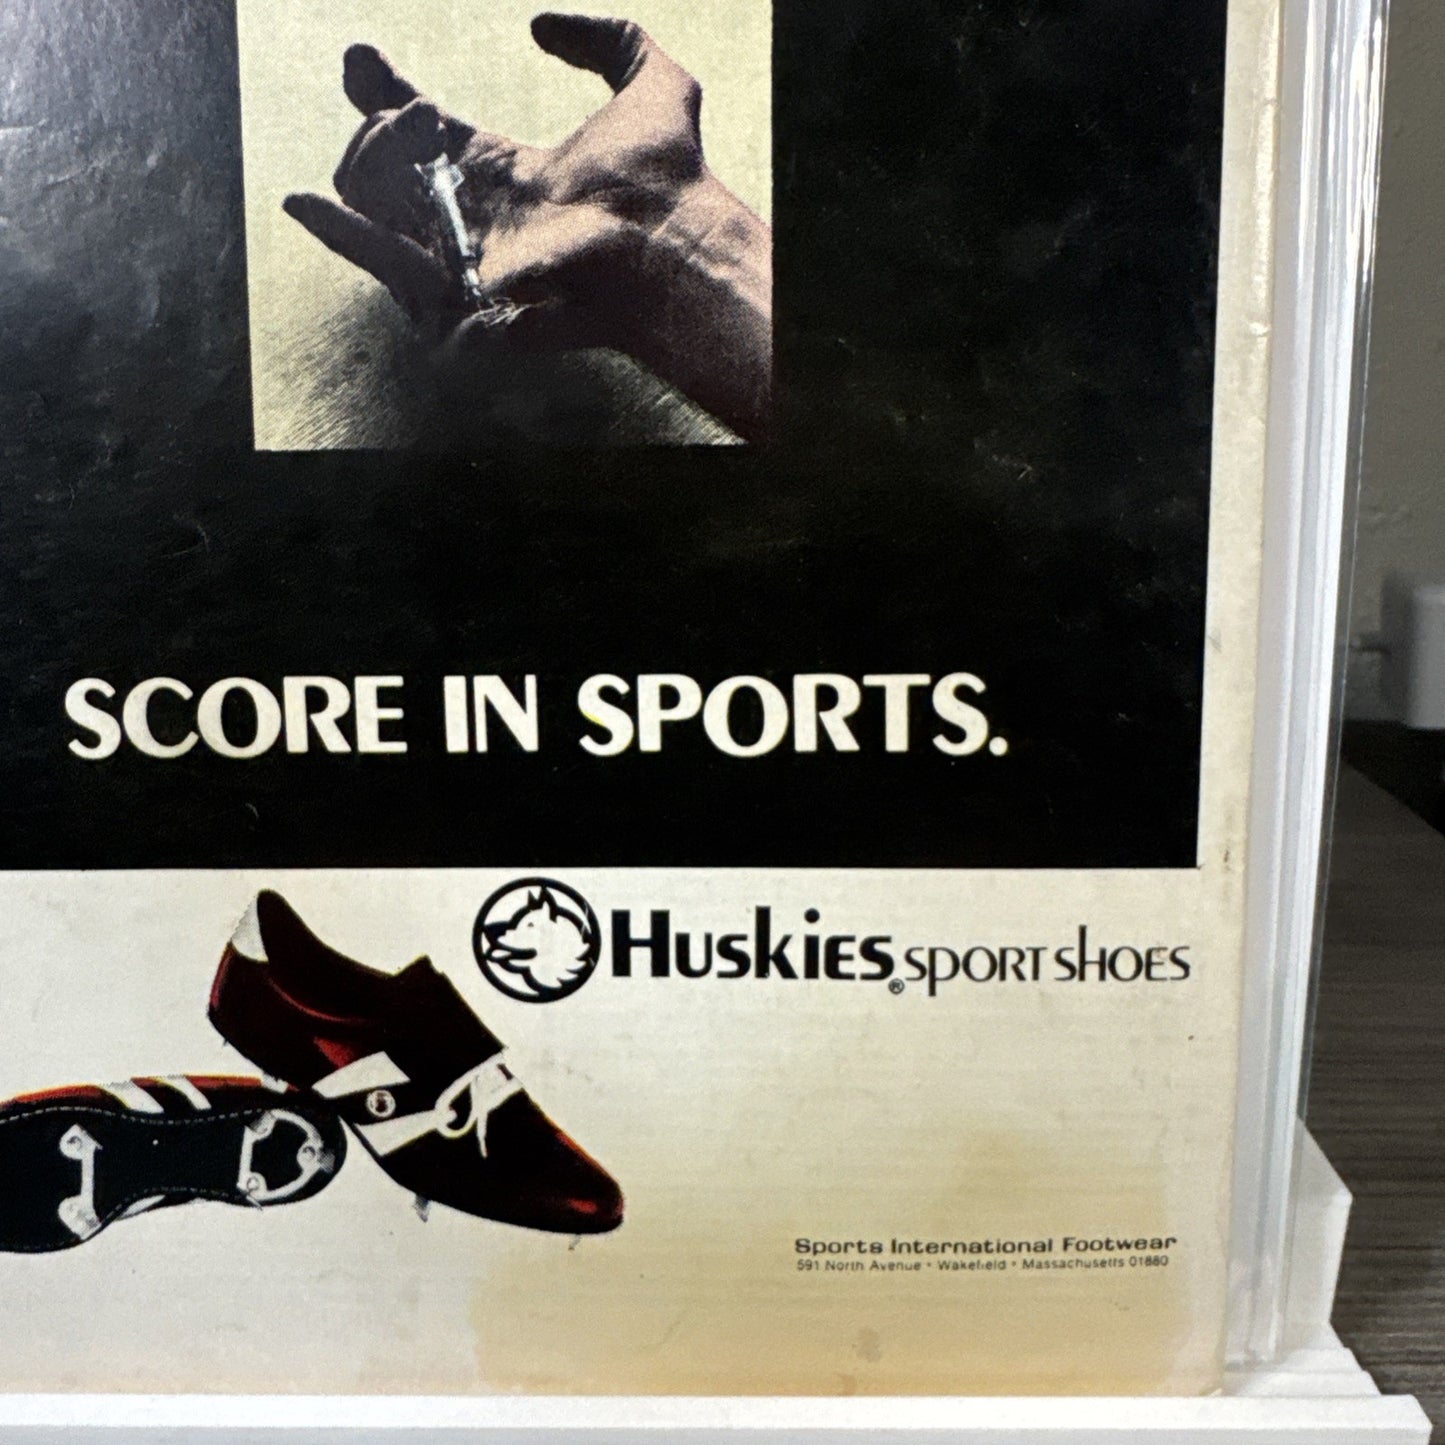 SCORE IN SPORTS.
HUSKIES® SPORT SHOES
Sports International Footwear
591 North Avenue • Wakefield • Massachusetts 01880